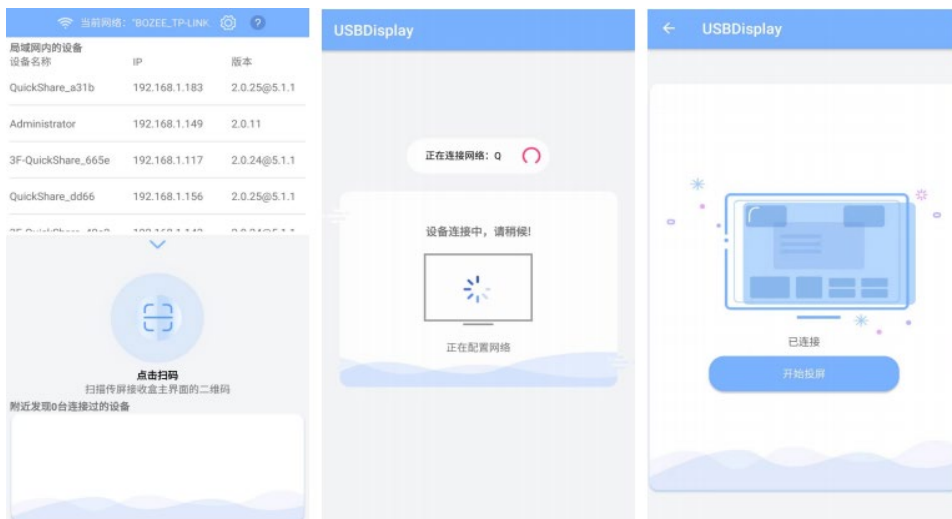 当前网络: "BOZEE_TP-LINK.
?
局域网内的设备
设备名称 IP 版本
QuickShare_a31b 192.168.1.183 2.0.25@5.1.1
Administrator 192.168.1.149 2.0.11
3F-QuickShare_665e 192.168.1.117 2.0.24@5.1.1
QuickShare_dd66 192.168.1.156 2.0.25@5.1.1
点击扫码
扫描传屏接收盒主界面的二维码
附近发现0台连接过的设备
USBDisplay
正在连接网络: Q
设备连接中，请稍候!
正在配置网络
USBDisplay
已连接
开始投屏